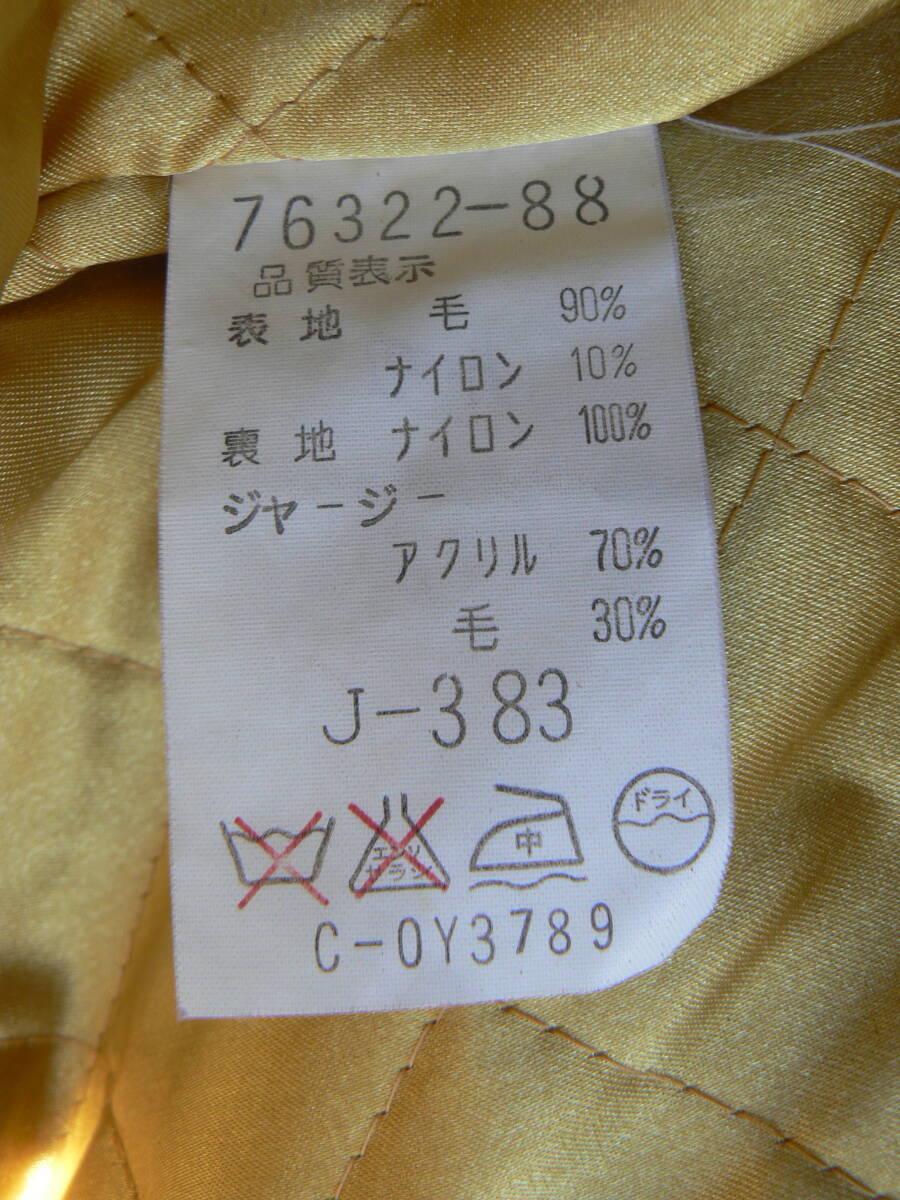 76322-88
品質表示
表地 毛 90%
ナイロン 10%
裏地 ナイロン 100%
ジャージー
アクリル 70%
毛 30%
J-383
エンソ
サラシ
中
ドライ
C-0Y3789